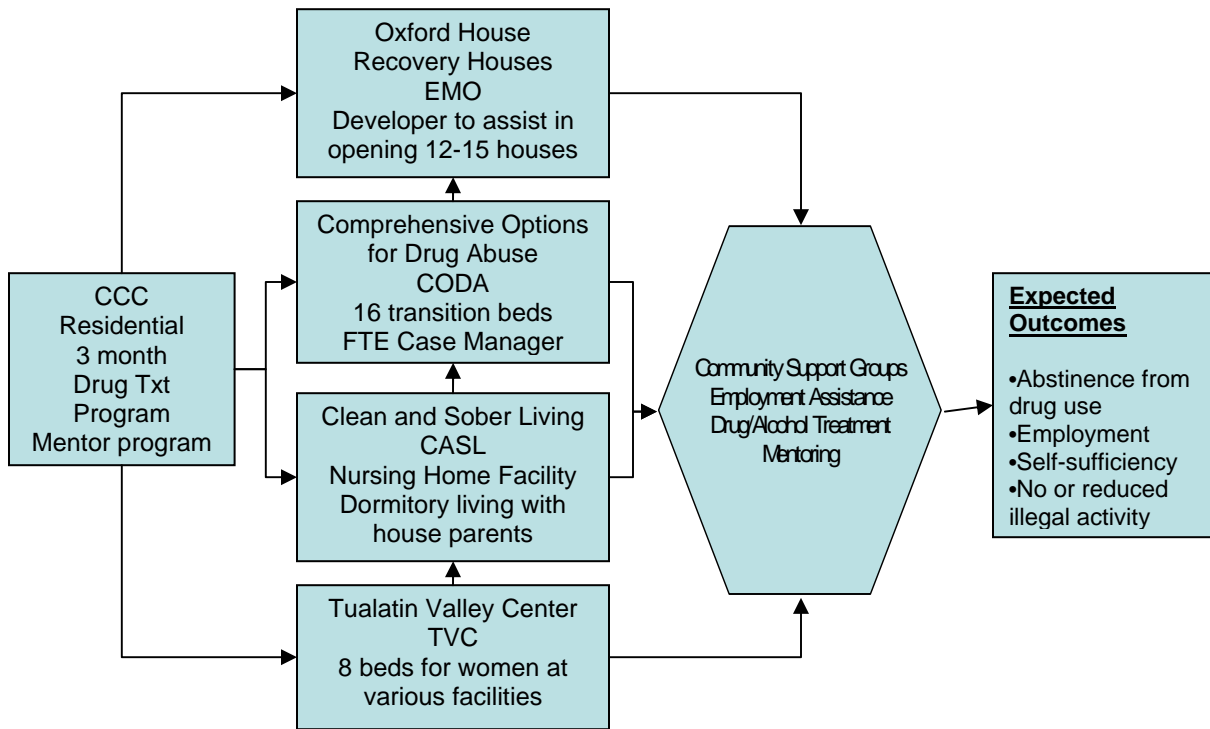 Oxford House
Recovery Houses
EMO
Developer to assist in
opening 12-15 houses
Comprehensive Options
for Drug Abuse
CODA
16 transition beds
FTE Case Manager
CCC
Residential
3 month
Drug Txt
Program
Mentor program
Clean and Sober Living
CASL
Nursing Home Facility
Dormitory living with
house parents
Tualatin Valley Center
TVC
8 beds for women at
various facilities
Community Support Groups
Employment Assistance
Drug/Alcohol Treatment
Mentoring
Expected
Outcomes
•Abstinence from
drug use
•Employment
•Self-sufficiency
•No or reduced
illegal activity